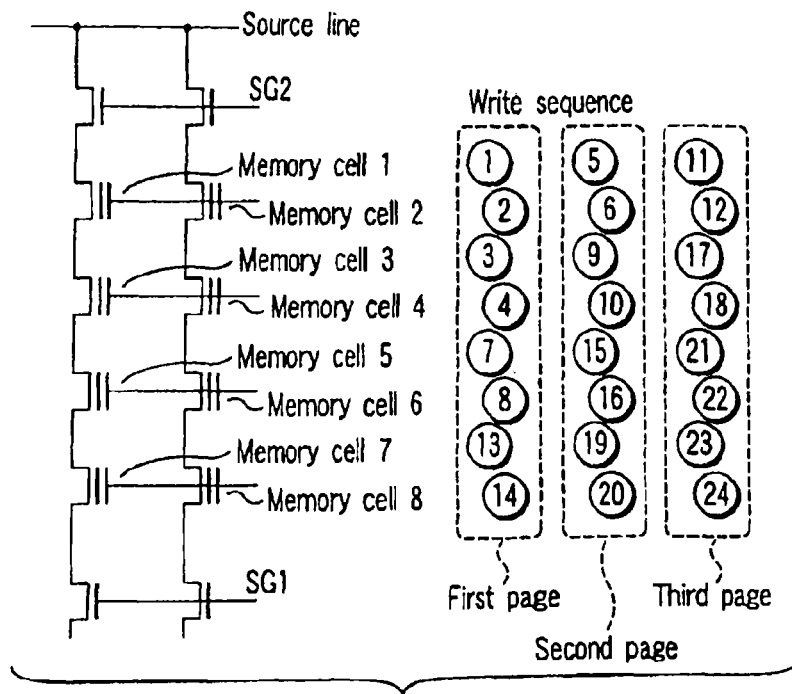 Source line
SG2
Write sequence
1 5 11
Memory cell 1
2 6 12
Memory cell 2
Memory cell 3
3 9 17
Memory cell 4
4 10 18
Memory cell 5
7 15 21
Memory cell 6
8 16 22
Memory cell 7
13 19 23
Memory cell 8
14 20 24
SG1
First page
Third page
Second page